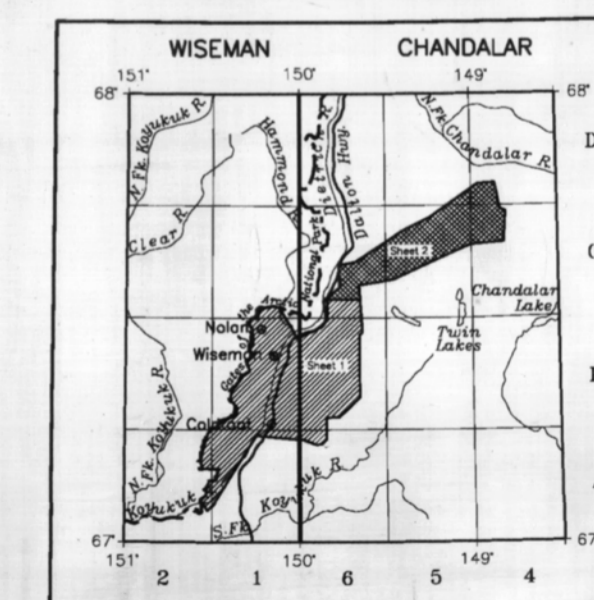 WISEMAN CHANDALAR
151° 150° 149°
68° 68°
N Fk Koyukuk R
Hammond R
Dietrich R
Dalton Hwy
N. Fk Chandalar R.
D
Clear R
National Park
Sheet 2
Gates of the Arctic
Chandalar
Lake
Nolan
Twin
Lakes
Wiseman
Sheet 1
Coldfoot
N. Fk. Koyukuk R
Koyukuk
Koyukuk R
S. Fk
67° 67
151° 150° 149°
2 1 6 5 4